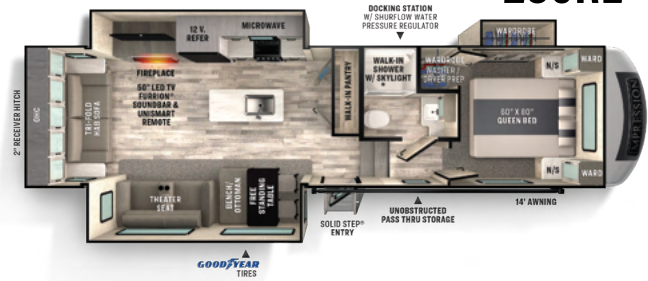 DOCKING STATION
W/ SHURFLOW WATER
PRESSURE REGULATOR
WARDROBE
12 V.
REFER
MICROWAVE
FIREPLACE
50" LED TV
FURRION®
SOUNDBAR &
UNISMART
REMOTE
2" RECEIVER HITCH
OHC
TRI-FOLD
HAB SOFA
WALK-IN PANTRY
WALK-IN
SHOWER
W/ SKYLIGHT
WARDROBE
WASHER /
DRYER PREP
N/S
WARD
60" X 80"
QUEEN BED
IMPRESSION
N/S
WARD
THEATER
SEAT
BENCH/
OTTOMAN
FREE
STANDING
TABLE
SOLID STEP®
ENTRY
UNOBSTRUCTED
PASS THRU STORAGE
14' AWNING
GOODYEAR
TIRES